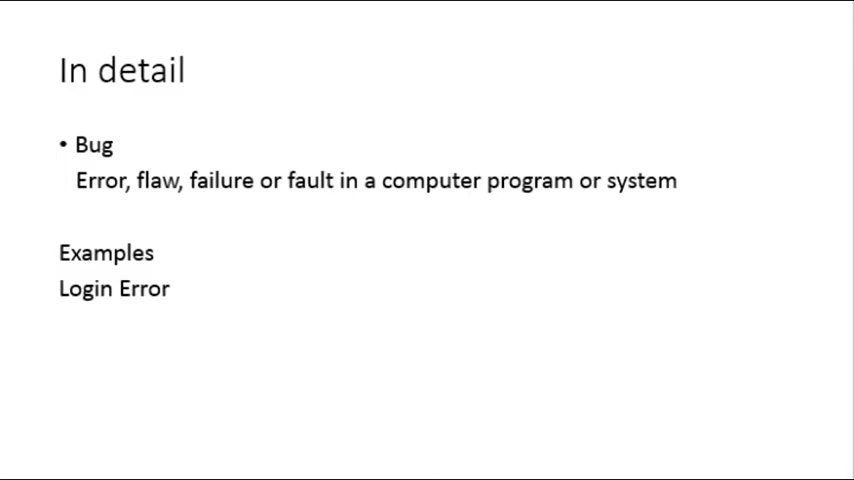 In detail
• Bug
Error, flaw, failure or fault in a computer program or system
Examples
Login Error